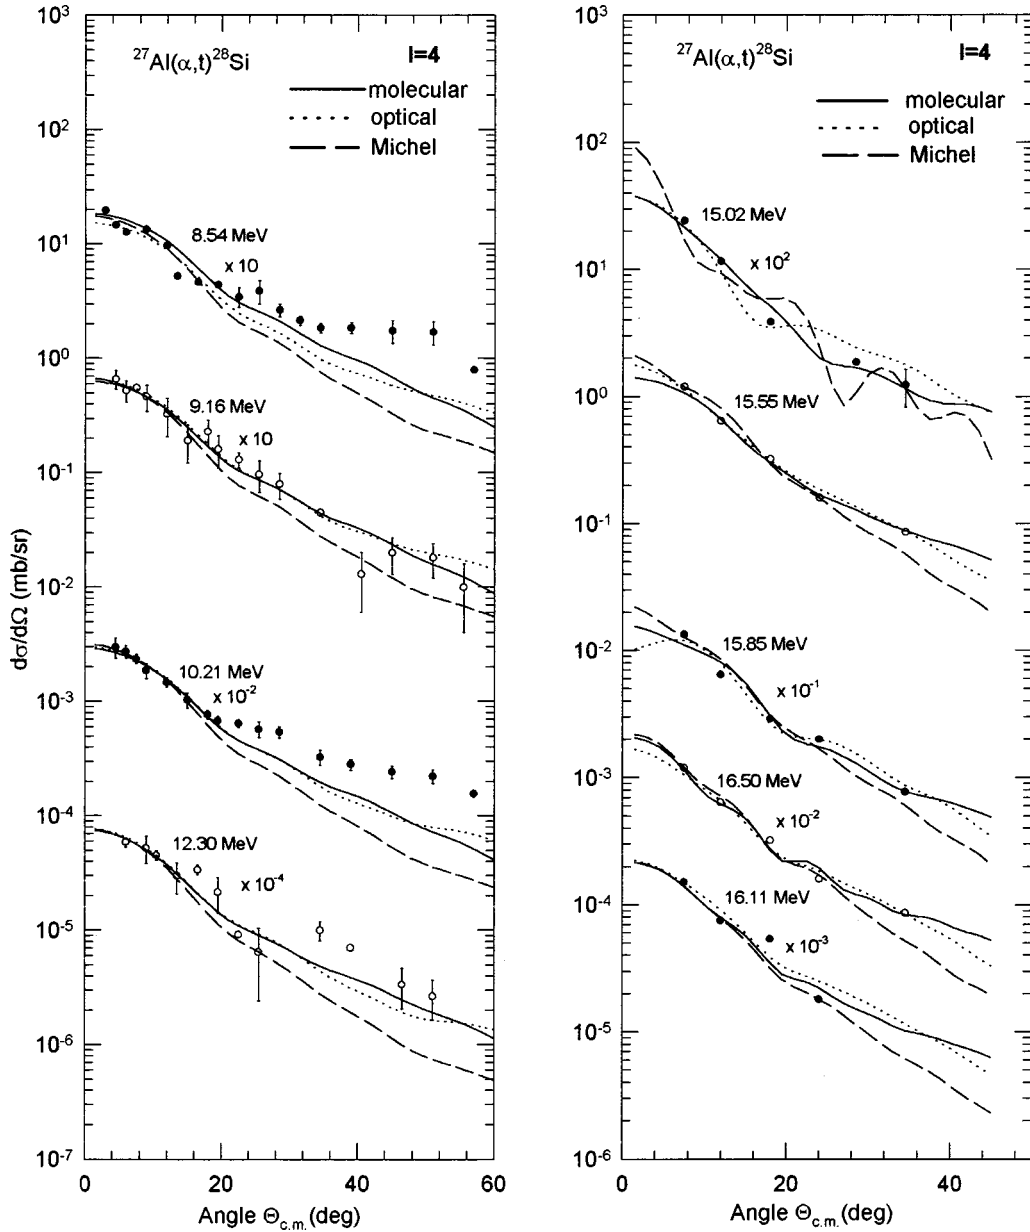 ²⁷Al(α,t)²⁸Si l=4
molecular
optical
Michel
8.54 MeV
x 10
9.16 MeV
x 10
10.21 MeV
x 10⁻²
12.30 MeV
x 10⁻⁴
dσ/dΩ (mb/sr)
10³
10²
10¹
10⁰
10⁻¹
10⁻²
10⁻³
10⁻⁴
10⁻⁵
10⁻⁶
10⁻⁷
0 20 40 60
Angle Θc.m.(deg)
²⁷Al(α,t)²⁸Si l=4
molecular
optical
Michel
15.02 MeV
x 10²
15.55 MeV
15.85 MeV
x 10⁻¹
16.50 MeV
x 10⁻²
16.11 MeV
x 10⁻³
10³
10²
10¹
10⁰
10⁻¹
10⁻²
10⁻³
10⁻⁴
10⁻⁵
10⁻⁶
0 20 40
Angle Θc.m.(deg)